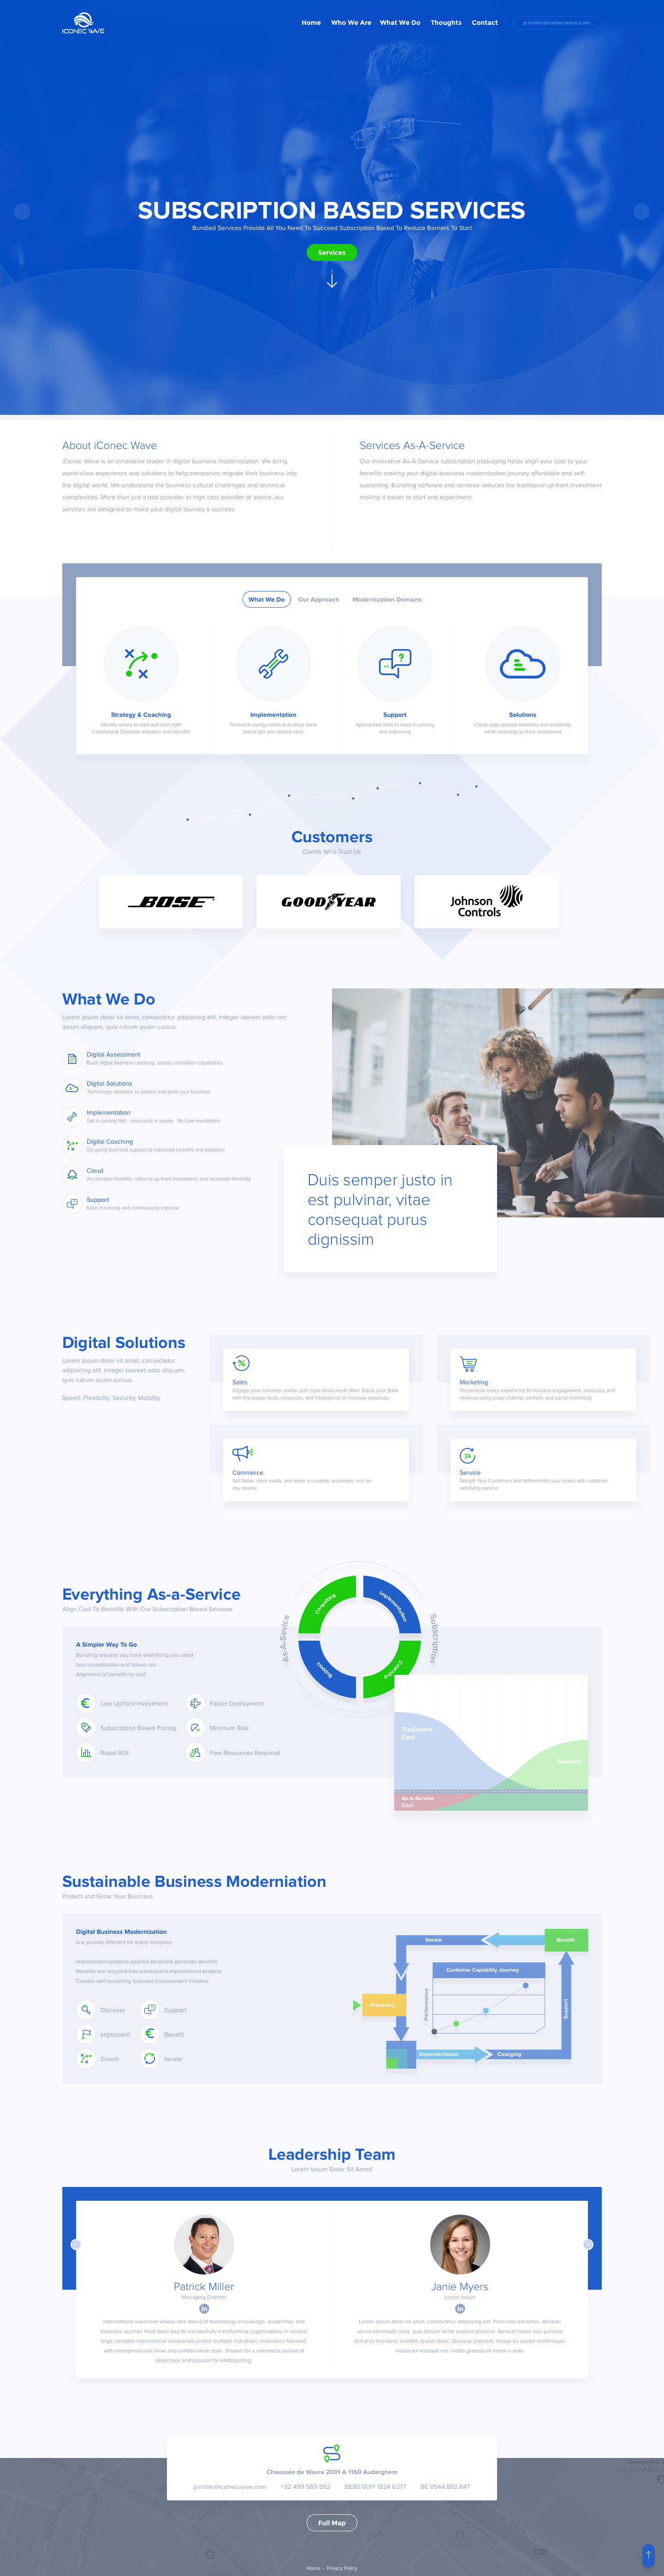 ICONEC WAVE
Home Who We Are What We Do Thoughts Contact p.miller@iconecwave.com
SUBSCRIPTION BASED SERVICES
Bundled Services Provide All You Need To Succeed Subscription Based To Reduce Barriers To Start
Services
About iConec Wave
iConec Wave is an innovative leader in digital business modernization. We bring
world-class experience and solutions to help companies migrate their business into
the digital world. We understand the business cultural challenges and technical
complexities. More than just a tool provider or high cost provider of advice, our
services are designed to make your digital journey a success.
Services As-A-Service
Our innovative As-A-Service subscription packaging helps align your cost to your
benefits making your digital business modernization journey affordable and self-
sustaining. Bundling software and services reduces the traditional up-front investment
making it easier to start and experiment.
What We Do Our Approach Modernization Domains
Strategy & Coaching
Identify where to start and start right
Coaching to Optimize adoption and benefits
Implementation
Technical configuration and setup done
fast to get you started early
Support
Specialized skills to keep it running
and improving
Solutions
Cloud apps provide flexibility and scalability
while reducing up-front investment
Customers
Clients Who Trust Us
BOSE
GOODYEAR
Johnson
Controls
What We Do
Lorem ipsum dolor sit amet, consectetur adipiscing elit. Integer laoreet odio nec
ipsum aliquam, quis rutrum quam cursus.
Digital Assessment
Build digital business roadmap, assess innovation capabilities
Digital Solutions
Technology solutions to protect and grow your business
Implementation
Get it running fast - measured in weeks - No/Low investment
Digital Coaching
On-going business support to maximize benefits and adoption
Cloud
Accelerates benefits, reduces up-front investment, and increases flexibility
Support
Keep it running and continuously improve
Duis semper justo in
est pulvinar, vitae
consequat purus
dignissim
Digital Solutions
Lorem ipsum dolor sit amet, consectetur
adipiscing elit. Integer laoreet odio aliquam,
quis rutrum quam cursus.
Speed, Flexibility, Security, Mobility
Sales
Engage your customer earlier and close deals more often. Equip your team
with the proper tools, resources, and intelligence to increase revenues.
Marketing
Personalize every experience to increase engagement, advocacy, and
revenue using cross-channel, content, and social marketing.
Commerce
Sell faster, more easily, and more accurately, anywhere, and on
any device.
24
Service
Delight Your Customers and differentiate your brand with customer
satisfying service.
Everything As-a-Service
Align Cost To Benefits With Our Subscription Based Services
A Simpler Way To Go
Bundling ensures you have everything you need
Less complication and failure risk
Alignment of benefits to cost
Low Upfront Investment
Faster Deployment
Subscription Based Pricing
Minimum Risk
Rapid ROI
Few Resources Required
As-A-Sevice
Consulting
Implementation
Support
Coaching
Subscription
Traditional
Cost
Benefist
As-A-Service
Cost
Sustainable Business Moderniation
Protect and Grow Your Business
Digital Business Modernization
Is a journey different for every company
Improvement projects applied iteratively generate benefits
Benefits are recycled into subsequent improvement projects
Creates self-sustaining business improvement initiative.
Discover
Support
Implament
Benefit
Coach
Iterate
Iterate
Benefit
Customer Capability Journey
Performance
Discovery
Support
Implementation
Coacging
Leadership Team
Lorem Ipsum Dolor Sit Amed
Patrick Miller
Managing Director
in
International executive whose rare blend of technology knowledge, leadership, and
business acumen have been key to successfully transforming organizations in several
large complex international companies across multiple industries. Innovation focused,
with entrepreneurial drive and collaborative style. Known for a relentless pursuit of
objectives and passion for kiteboarding.
Janie Myers
Lorem Ipsum
in
Lorem ipsum dolor sit amet, consectetur adipiscing elit. Proin nec est tellus. Aenean
varius commodo risus, quis dictum tortor pretium pulvinar. Aenean turpis nisl, pulvinar
sed eros tincidunt, sodales auctor dolor. Quisque placerat, neque eu auctor scelerisque,
massa ex volutpat nisi, mollis gravida mi lorem a ante.
Chaussée de Wavre 2001 A 1160 Auderghem
p.miller@iconecwave.com +32 499 569 592 BE80 0017 1824 6377 BE 0544.892.847
Full Map
Home - Privacy Policy